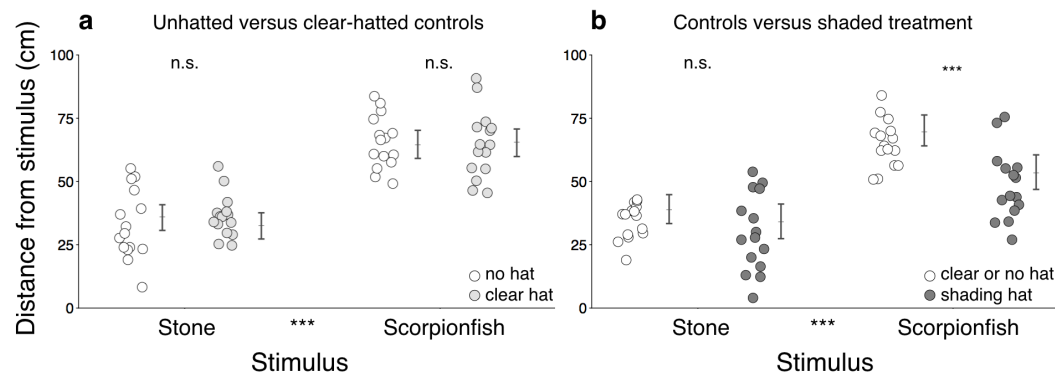 a
Unhatted versus clear-hatted controls
Distance from stimulus (cm)
100
75
50
25
0
n.s.
n.s.
no hat
clear hat
Stone
***
Scorpionfish
Stimulus
b
Controls versus shaded treatment
100
75
50
25
0
n.s.
***
clear or no hat
shading hat
Stone
***
Scorpionfish
Stimulus